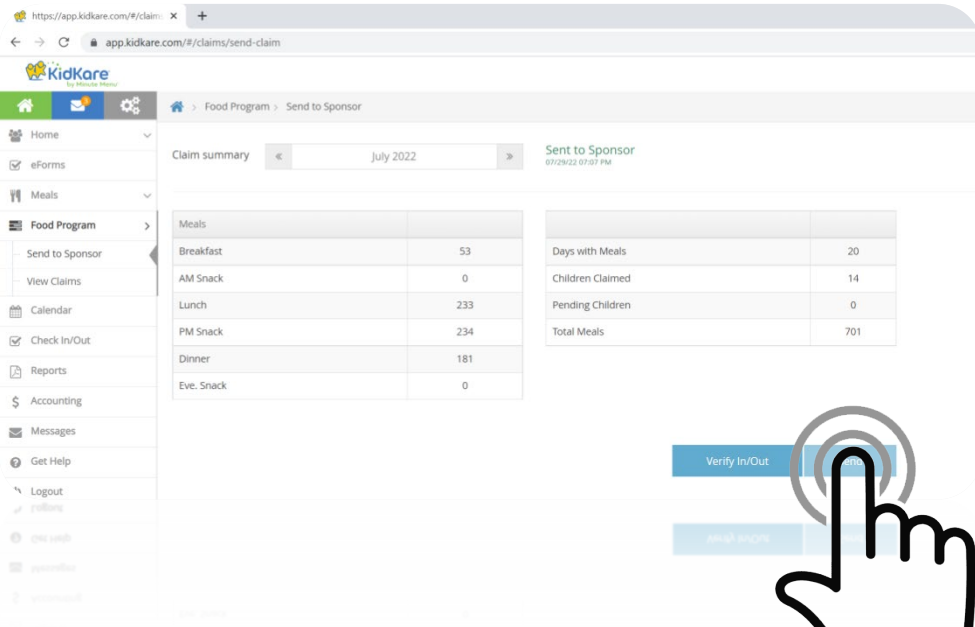 https://app.kidkare.com/#/claim
app.kidkare.com/#/claims/send-claim
KidKare
by Minute Menu
Food Program > Send to Sponsor
Home
eForms
Meals
Food Program
Send to Sponsor
View Claims
Calendar
Check In/Out
Reports
$ Accounting
Messages
Get Help
Logout
Claim summary « July 2022 » Sent to Sponsor
07/29/22 07:07 PM
Meals
Breakfast 53
AM Snack 0
Lunch 233
PM Snack 234
Dinner 181
Eve. Snack 0
Days with Meals 20
Children Claimed 14
Pending Children 0
Total Meals 701
Verify In/Out